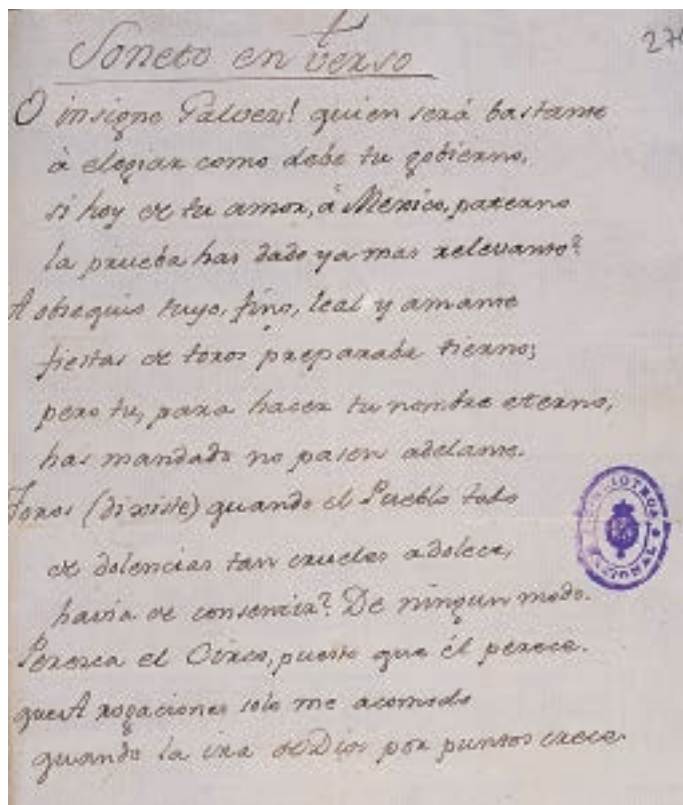 276
Soneto en verso
O insigne Galvez! quien será bastante
à elogiar como debe tu gobierno,
si hoy de tu amor, à Mexico, paterno
la prueba has dado ya mas relevante?
A obsequio tuyo, fino, leal y amante
fiestas de toros preparaba tierno;
pero tu, para hacer tu nombre eterno,
has mandado no pasen adelante.
Toros (dixiste) quando el Pueblo todo
de dolencias tan crueles adolece,
havia de consentir? De ningun modo.
Perezca el Circo, puesto que él perece.
que A rogaciones solo me acomodo
quando la ira de Dios por puntos crece.
BIBLIOTECA NACIONAL